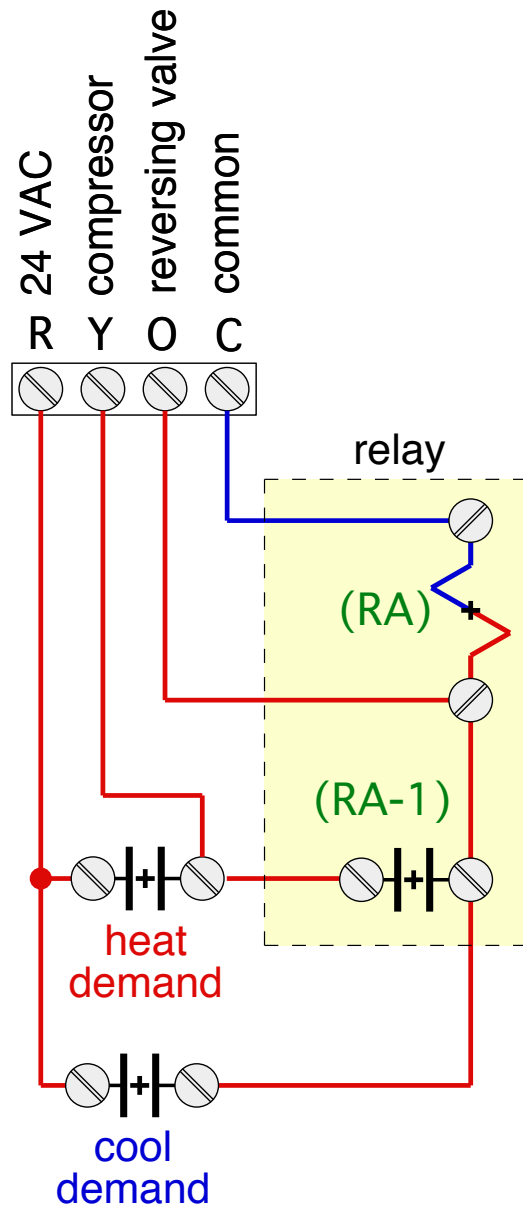 24 VAC
compressor
reversing valve
common
R Y O C
relay
(RA)
(RA-1)
heat
demand
cool
demand